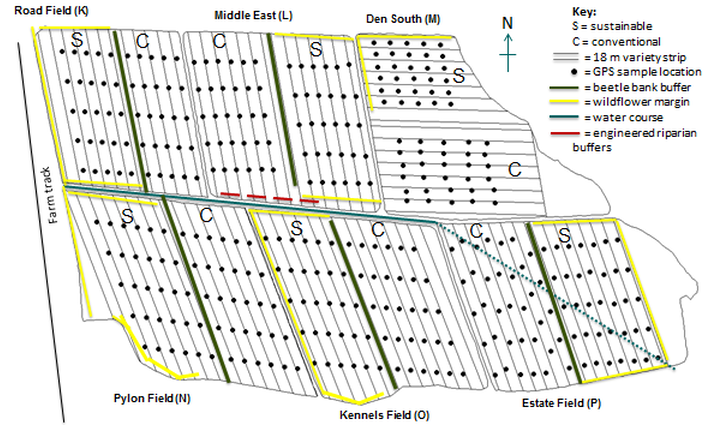 Road Field (K)
Middle East (L)
Den South (M)
N
Key:
S = sustainable
C = conventional
= 18 m variety strip
= GPS sample location
= beetle bank buffer
= wildflower margin
= water course
= engineered riparian
buffers
S
C
C
S
S
C
Farm track
S
C
S
C
C
S
Pylon Field (N)
Kennels Field (O)
Estate Field (P)